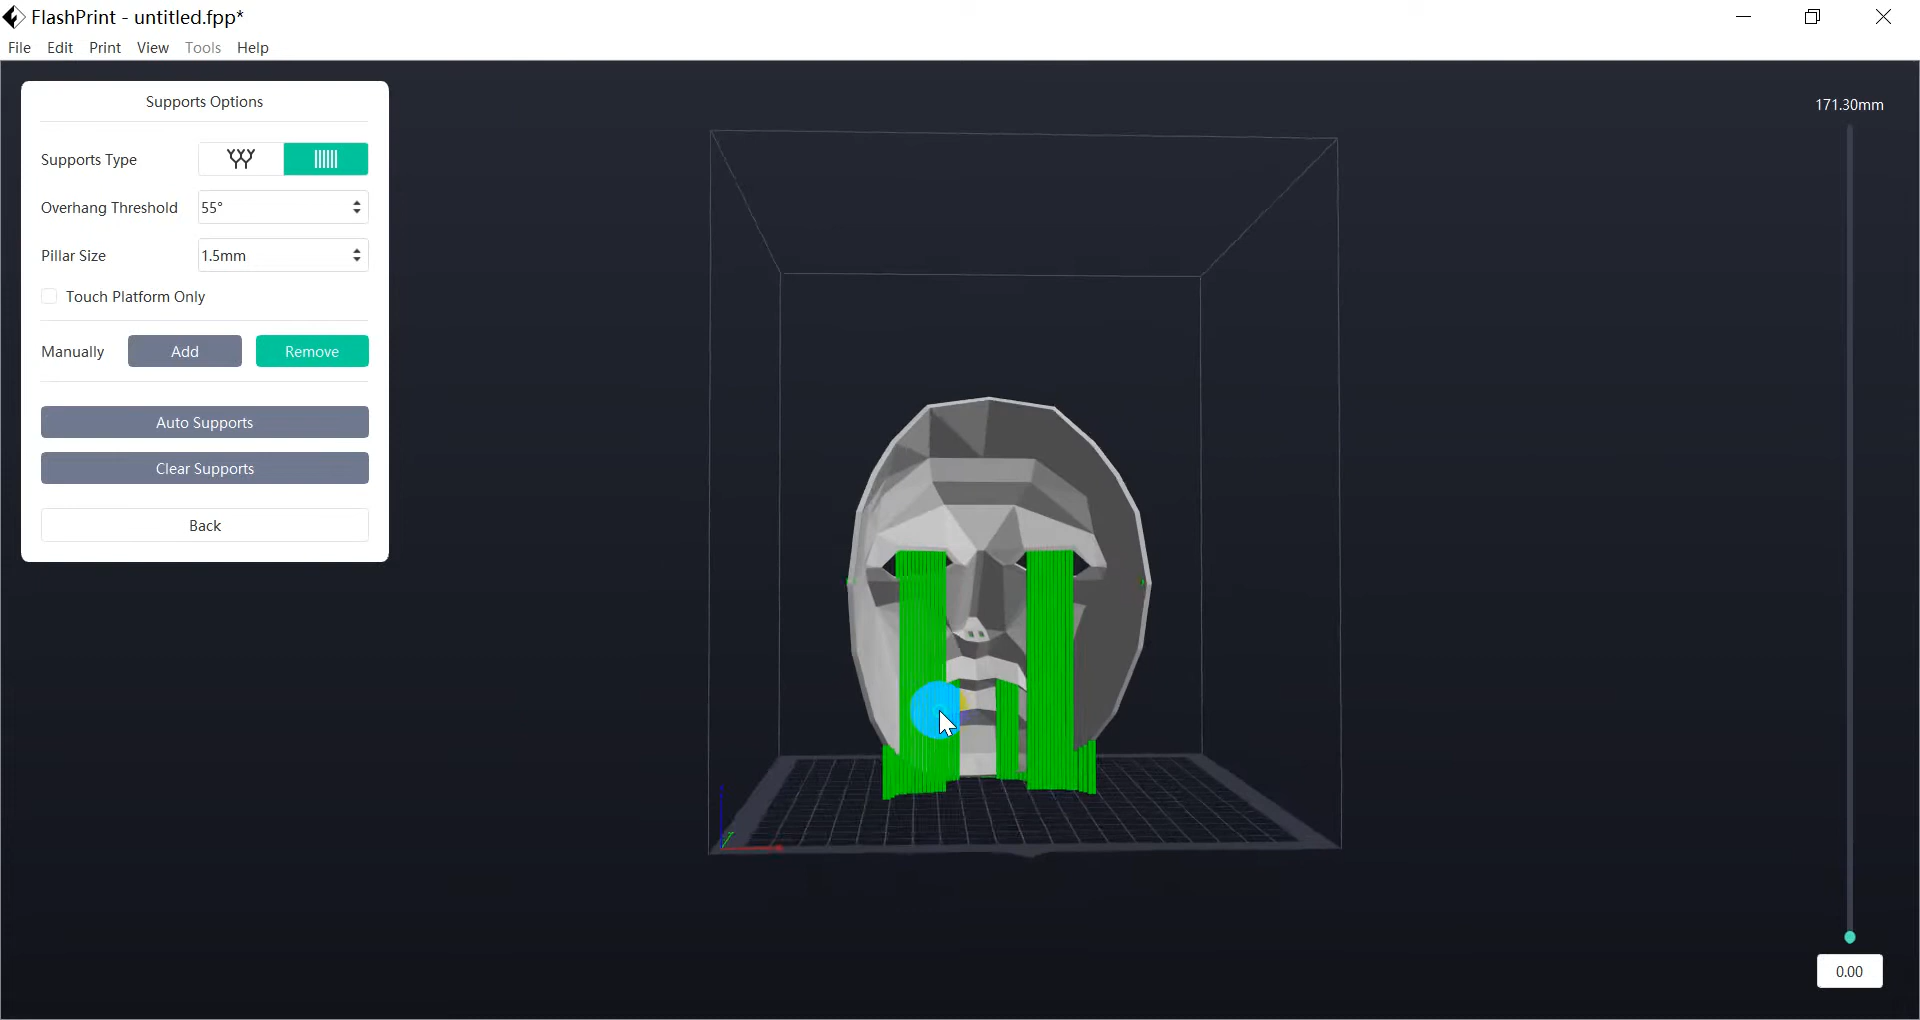 FlashPrint - untitled.fpp*
File Edit Print View Tools Help
Supports Options
171.30mm
Supports Type
Overhang Threshold 55°
Pillar Size 1.5mm
Touch Platform Only
Manually Add Remove
Auto Supports
Clear Supports
Back
0.00